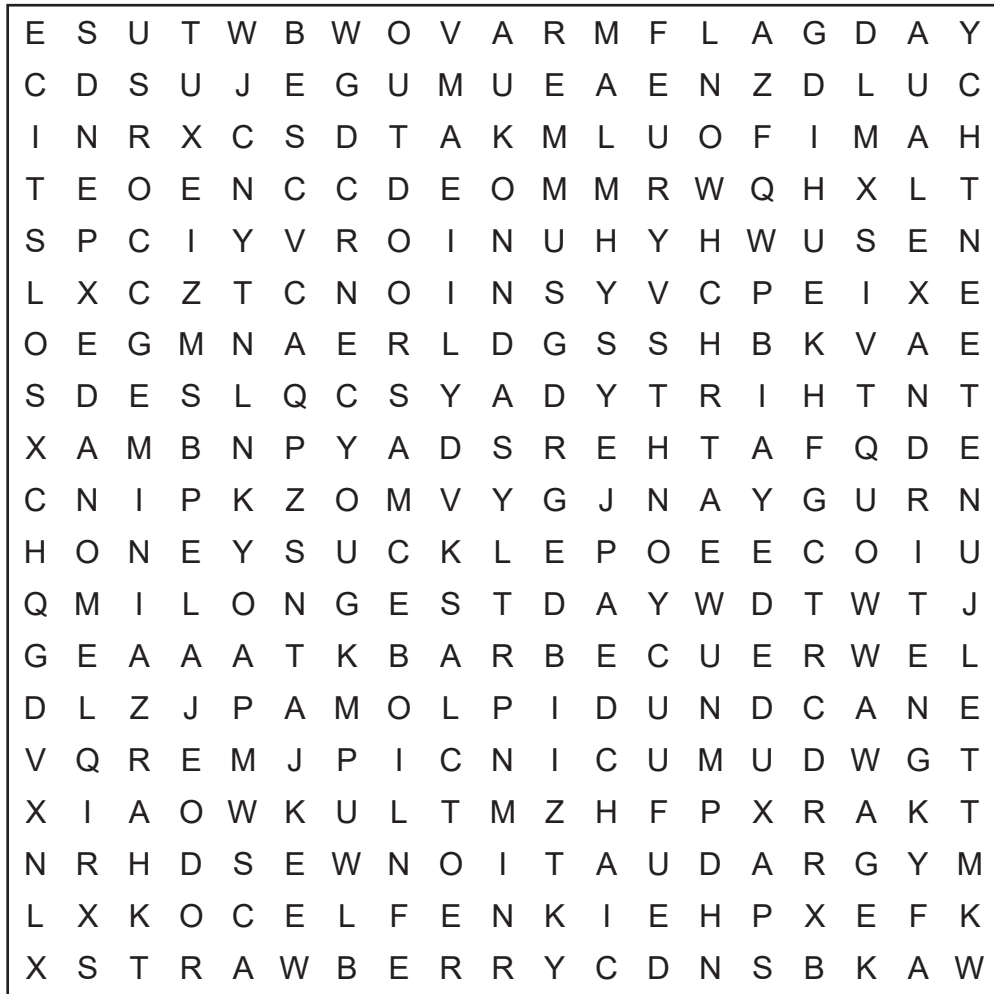 E S U T W B W O V A R M F L A G D A Y
C D S U J E G U M U E A E N Z D L U C
I N R X C S D T A K M L U O F I M A H
T E O E N C C D E O M M R W Q H X L T
S P C I Y V R O I N U H Y H W U S E N
L X C Z T C N O I N S Y V C P E I X E
O E G M N A E R L D G S S H B K V A E
S D E S L Q C S Y A D Y T R I H T N T
X A M B N P Y A D S R E H T A F Q D E
C N I P K Z O M V Y G J N A Y G U R N
H O N E Y S U C K L E P O E E C O I U
Q M I L O N G E S T D A Y W D T W T J
G E A A A T K B A R B E C U E R W E L
D L Z J P A M O L P I D U N D C A N E
V Q R E M J P I C N I C U M U D W G T
X I A O W K U L T M Z H F P X R A K T
N R H D S E W N O I T A U D A R G Y M
L X K O C E L F E N K I E H P X E F K
X S T R A W B E R R Y C D N S B K A W